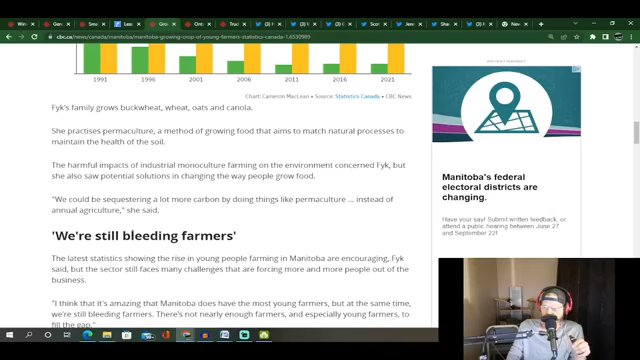 cbc.ca/news/canada/manitoba/manitoba-growing-crop-of-young-farmers-statistics-canada-1.6530989
1991 1996 2001 2006 2011 2016 2021
Chart: Cameron MacLean • Source: Statistics Canada • CBC News
Fyk's family grows buckwheat, wheat, oats and canola.
She practises permaculture, a method of growing food that aims to match natural processes to
maintain the health of the soil.
The harmful impacts of industrial monoculture farming on the environment concerned Fyk, but
she also saw potential solutions in changing the way people grow food.
"We could be sequestering a lot more carbon by doing things like permaculture ... instead of
annual agriculture," she said.
'We're still bleeding farmers'
The latest statistics showing the rise in young people farming in Manitoba are encouraging, Fyk
said, but the sector still faces many challenges that are forcing more and more people out of the
business.
"I think that it's amazing that Manitoba does have the most young farmers, but at the same time,
we're still bleeding farmers. There's not nearly enough farmers, and especially young farmers, to
fill the gap."
ADVERTISEMENT
Manitoba's federal
electoral districts are
changing.
Have your say! Submit written feedback, or
attend a public hearing between June 27
and September 22!